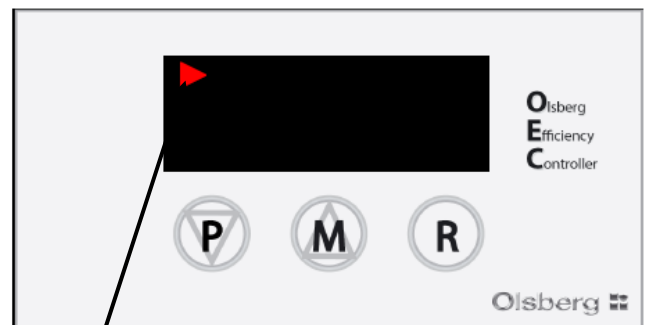 Olsberg
Efficiency
Controller
P M R
Olsberg